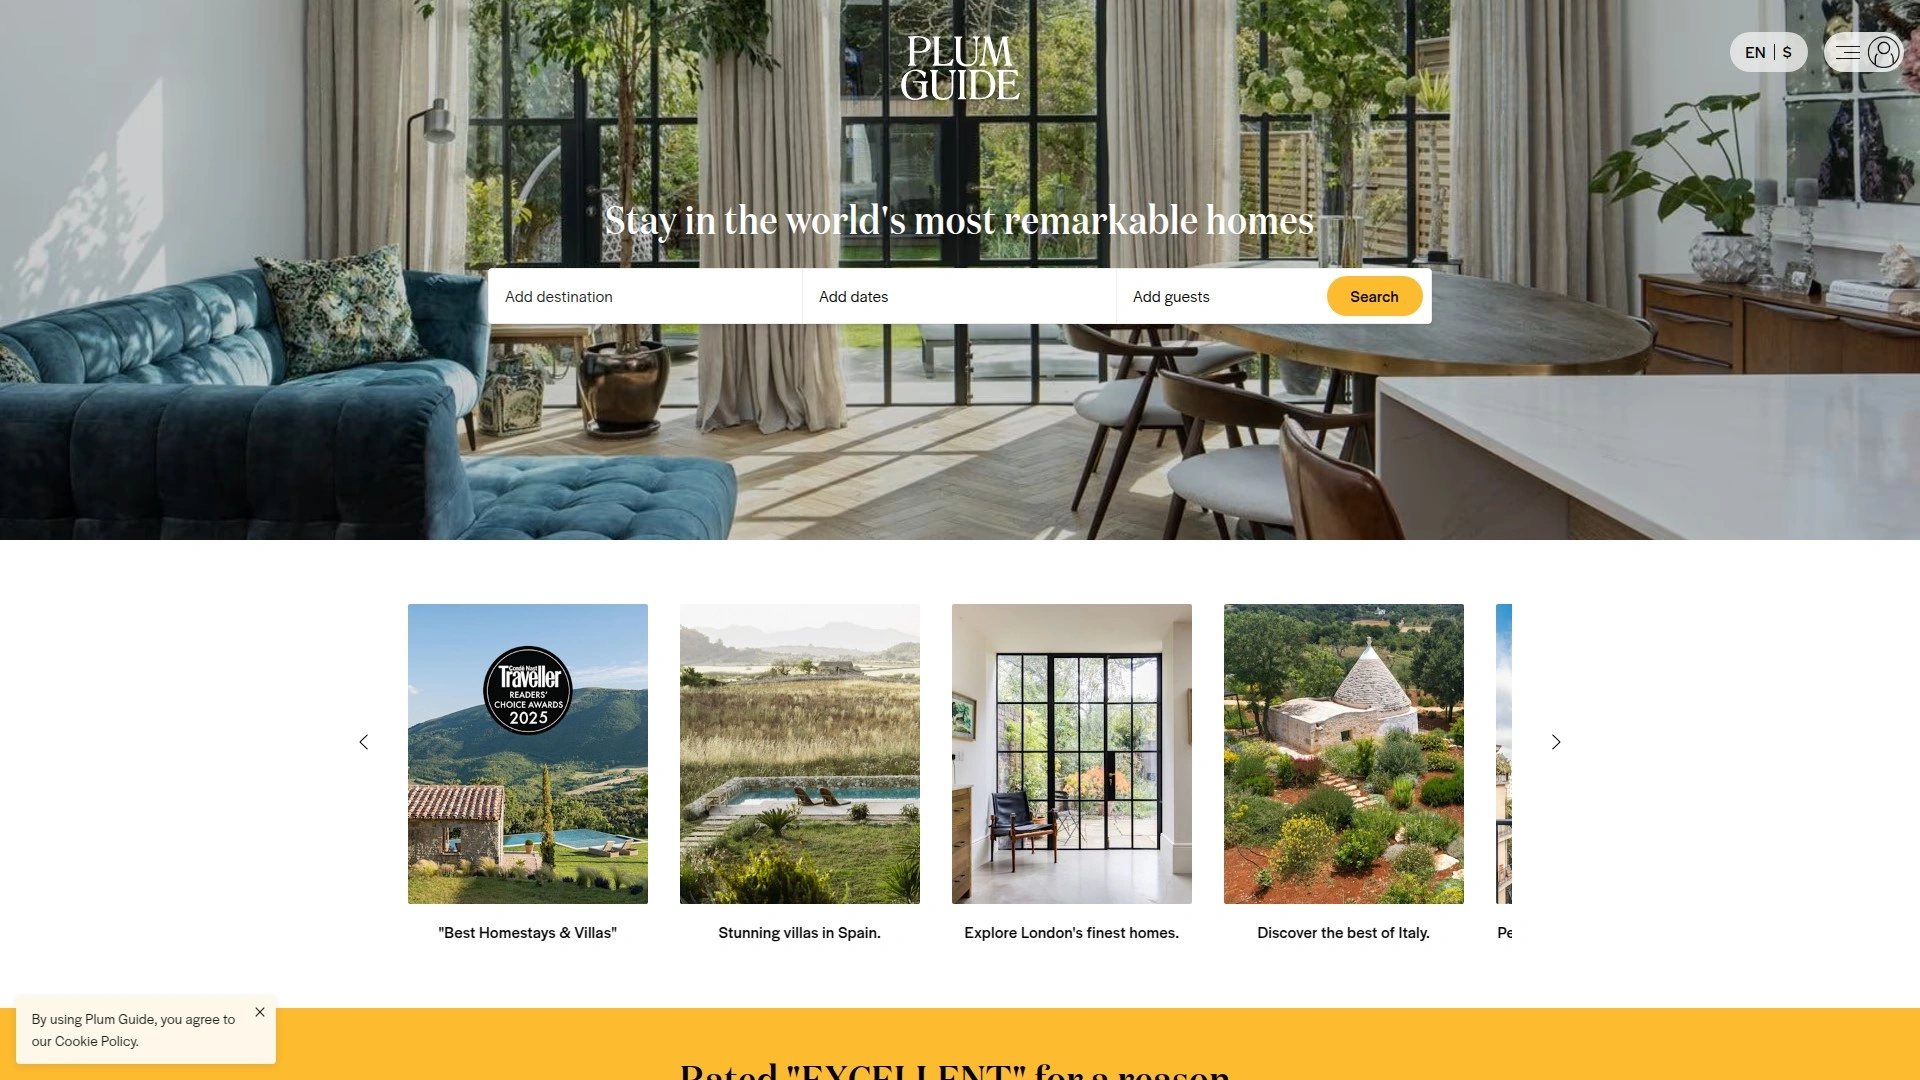 PLUM
GUIDE
EN | $
Stay in the world's most remarkable homes
Add destination
Add dates
Add guests
Search
Condé Nast
Traveller
READERS'
CHOICE AWARDS
2025
"Best Homestays & Villas"
Stunning villas in Spain.
Explore London's finest homes.
Discover the best of Italy.
Pe
By using Plum Guide, you agree to
our Cookie Policy.
Rated "EXCELLENT" for a reason